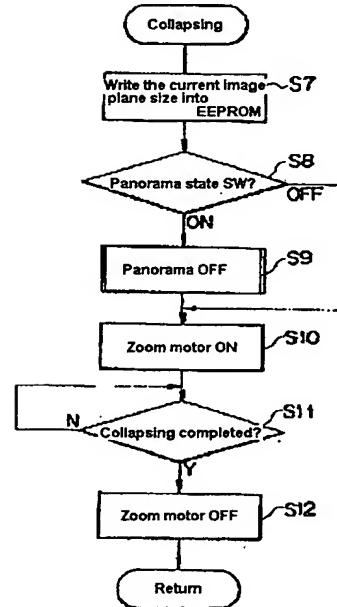 Collapsing
Write the current image S7
plane size into
EEPROM
S8
Panorama state SW?
OFF
ON
Panorama OFF S9
Zoom motor ON
S10
S11
N Collapsing completed?
Y
Zoom motor OFF S12
Return